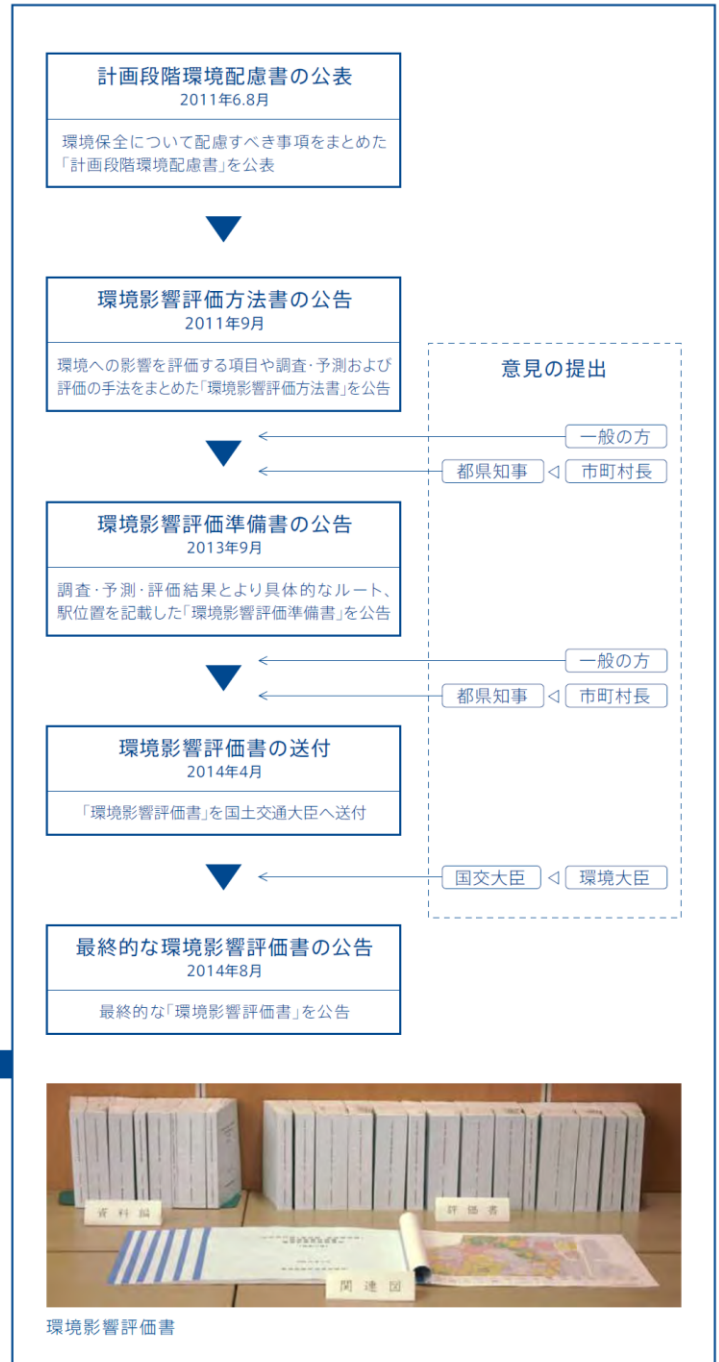 計画段階環境配慮書の公表
2011年6.8月
環境保全について配慮すべき事項をまとめた
「計画段階環境配慮書」を公表
環境影響評価方法書の公告
2011年9月
環境への影響を評価する項目や調査・予測および
評価の手法をまとめた「環境影響評価方法書」を公告
意見の提出
一般の方
都県知事
市町村長
環境影響評価準備書の公告
2013年9月
調査・予測・評価結果とより具体的なルート、
駅位置を記載した「環境影響評価準備書」を公告
一般の方
都県知事
市町村長
環境影響評価書の送付
2014年4月
「環境影響評価書」を国土交通大臣へ送付
国交大臣
環境大臣
最終的な環境影響評価書の公告
2014年8月
最終的な「環境影響評価書」を公告
資料編
評価書
関連図
環境影響評価書